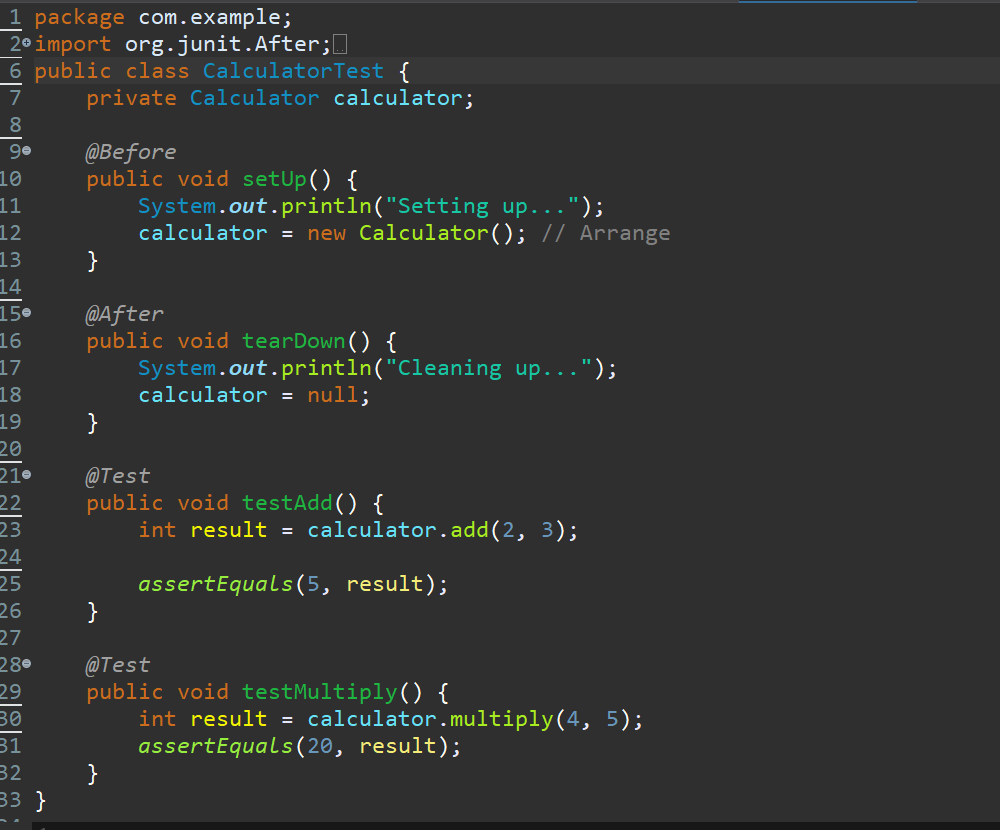 1 package com.example;
2 import org.junit.After;
6 public class CalculatorTest {
7     private Calculator calculator;
8
9     @Before
10     public void setUp() {
11         System.out.println("Setting up...");
12         calculator = new Calculator(); // Arrange
13     }
14
15     @After
16     public void tearDown() {
17         System.out.println("Cleaning up...");
18         calculator = null;
19     }
20
21     @Test
22     public void testAdd() {
23         int result = calculator.add(2, 3);
24
25         assertEquals(5, result);
26     }
27
28     @Test
29     public void testMultiply() {
30         int result = calculator.multiply(4, 5);
31         assertEquals(20, result);
32     }
33 }